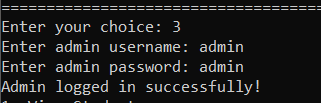 ========================================
Enter your choice: 3
Enter admin username: admin
Enter admin password: admin
Admin logged in successfully!